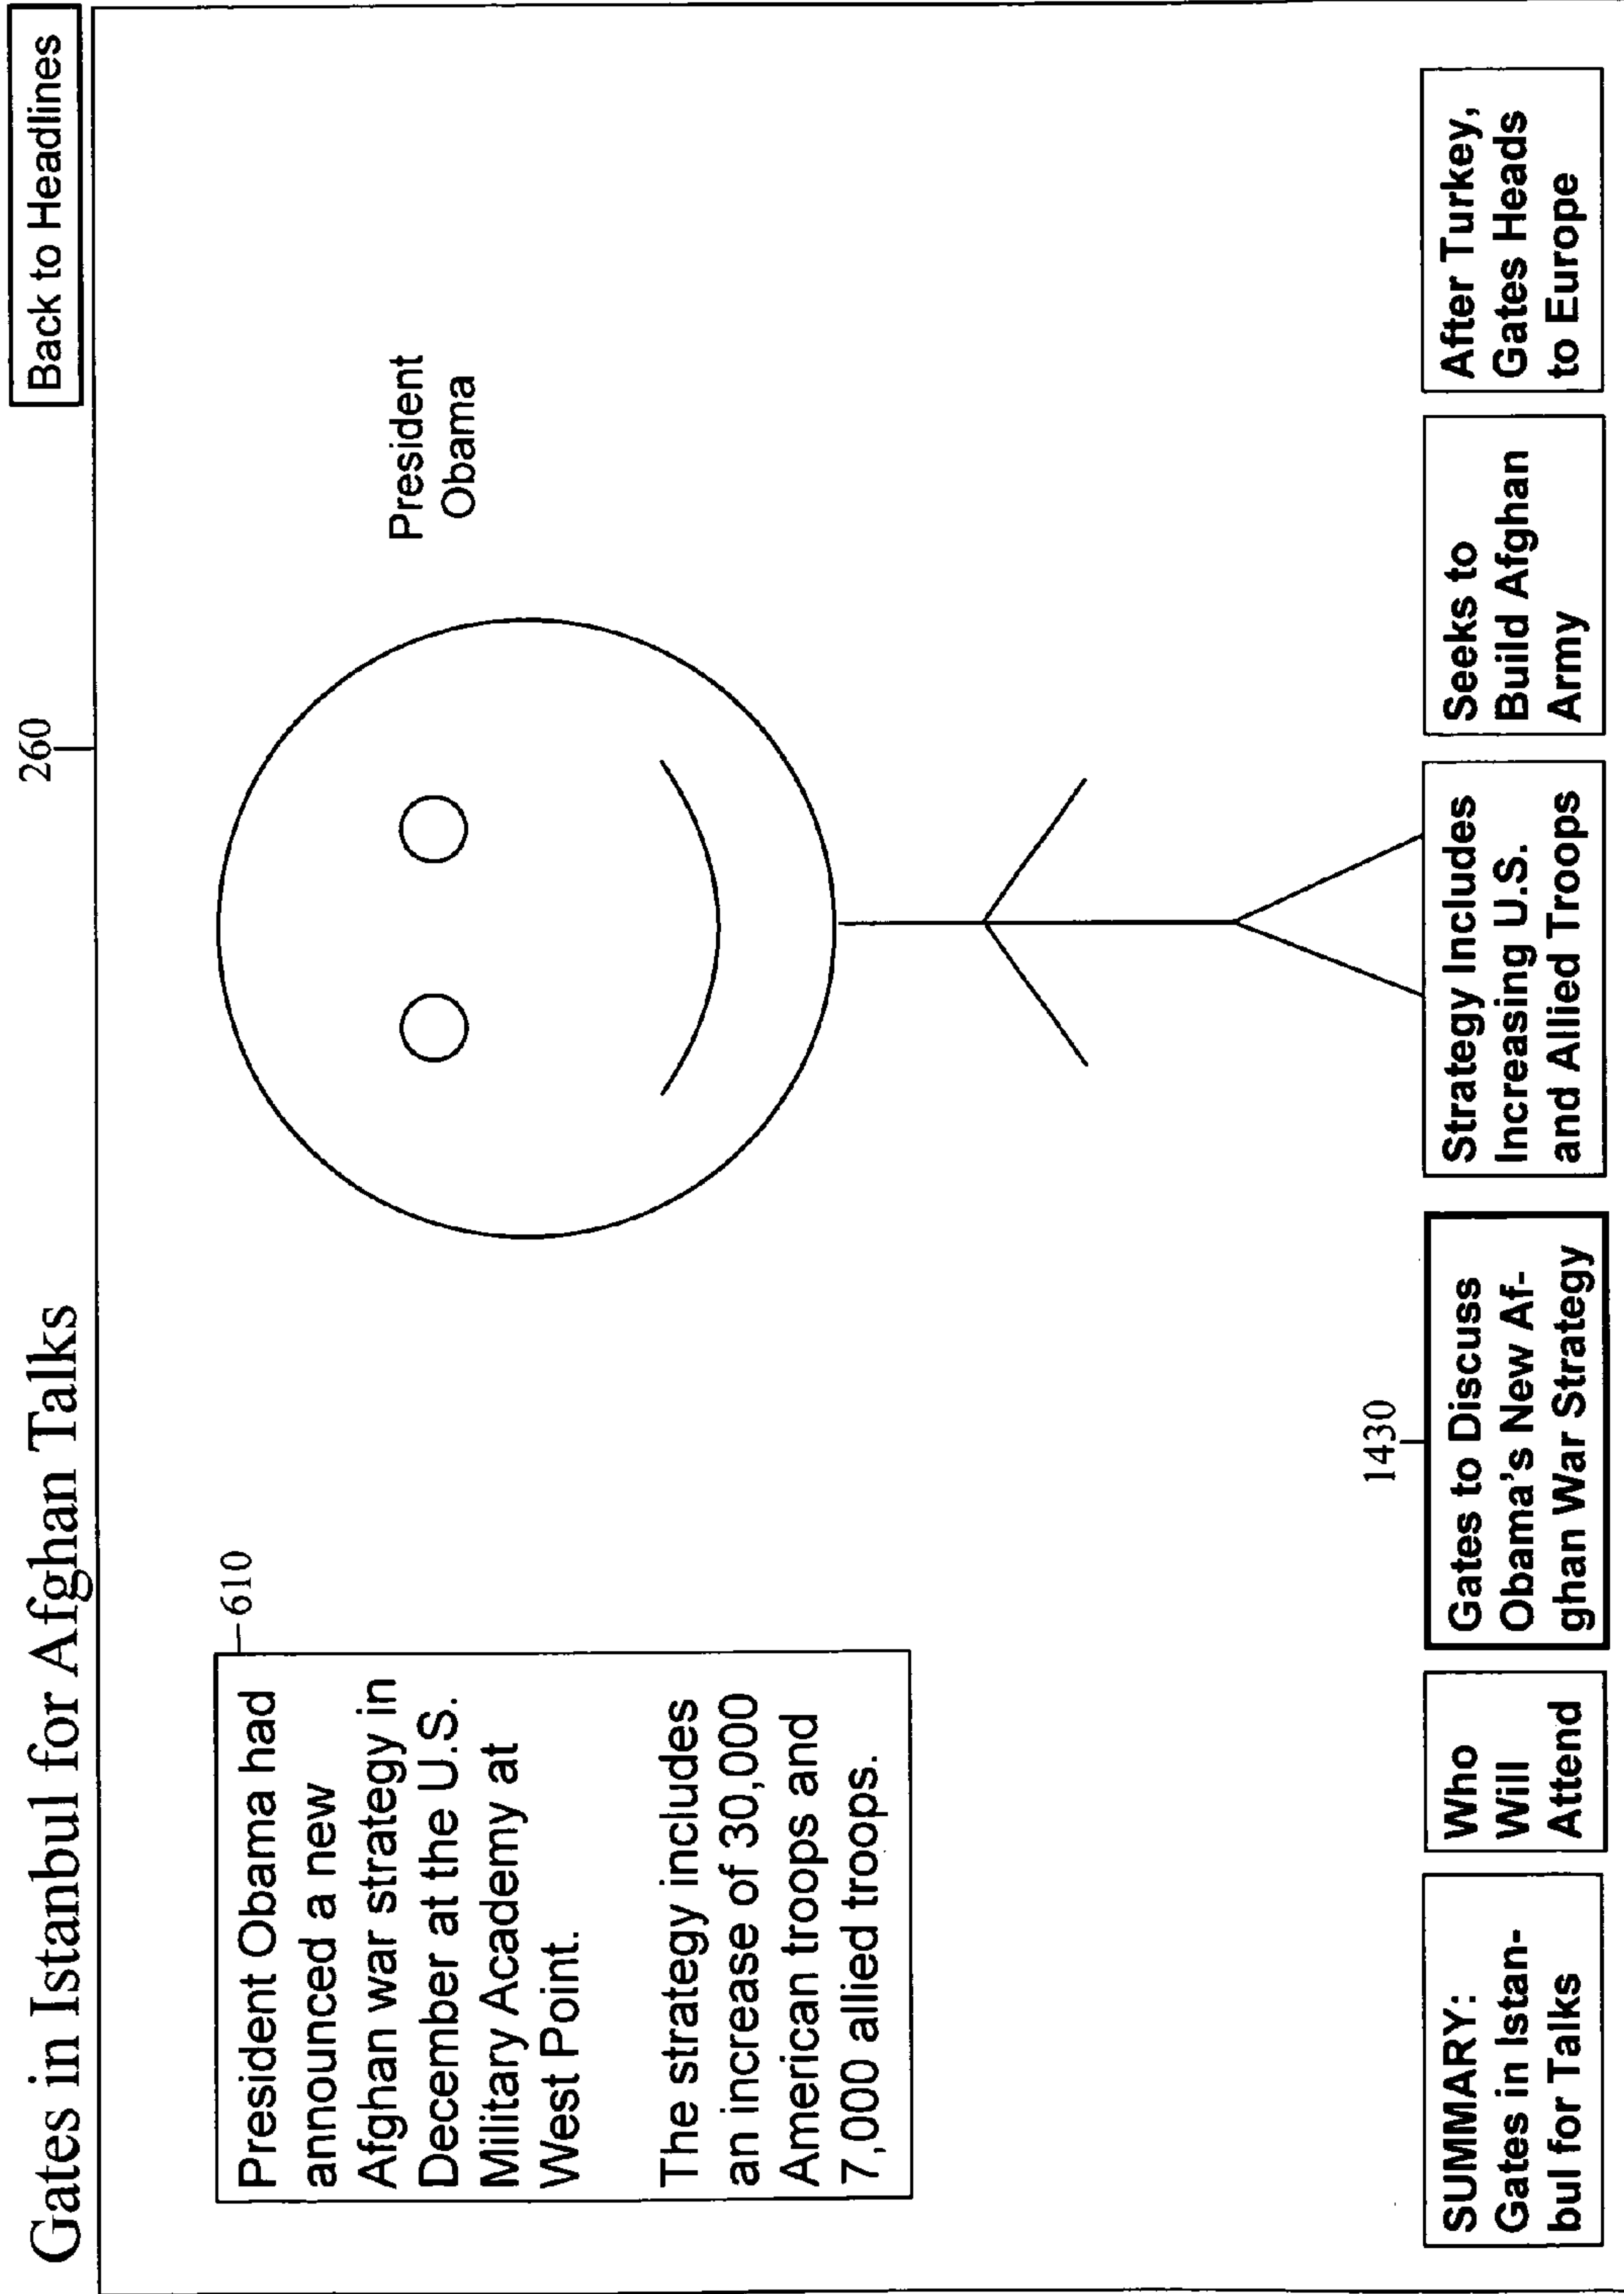 Gates in Istanbul for Afghan Talks
260
Back to Headlines
610
President Obama had
announced a new
Afghan war strategy in
December at the U.S.
Military Academy at
West Point.
The strategy includes
an increase of 30,000
American troops and
7,000 allied troops.
President
Obama
1430
SUMMARY:
Gates in Istan-
bul for Talks
Who
Will
Attend
Gates to Discuss
Obama's New Af-
ghan War Strategy
Strategy Includes
Increasing U.S.
and Allied Troops
Seeks to
Build Afghan
Army
After Turkey,
Gates Heads
to Europe